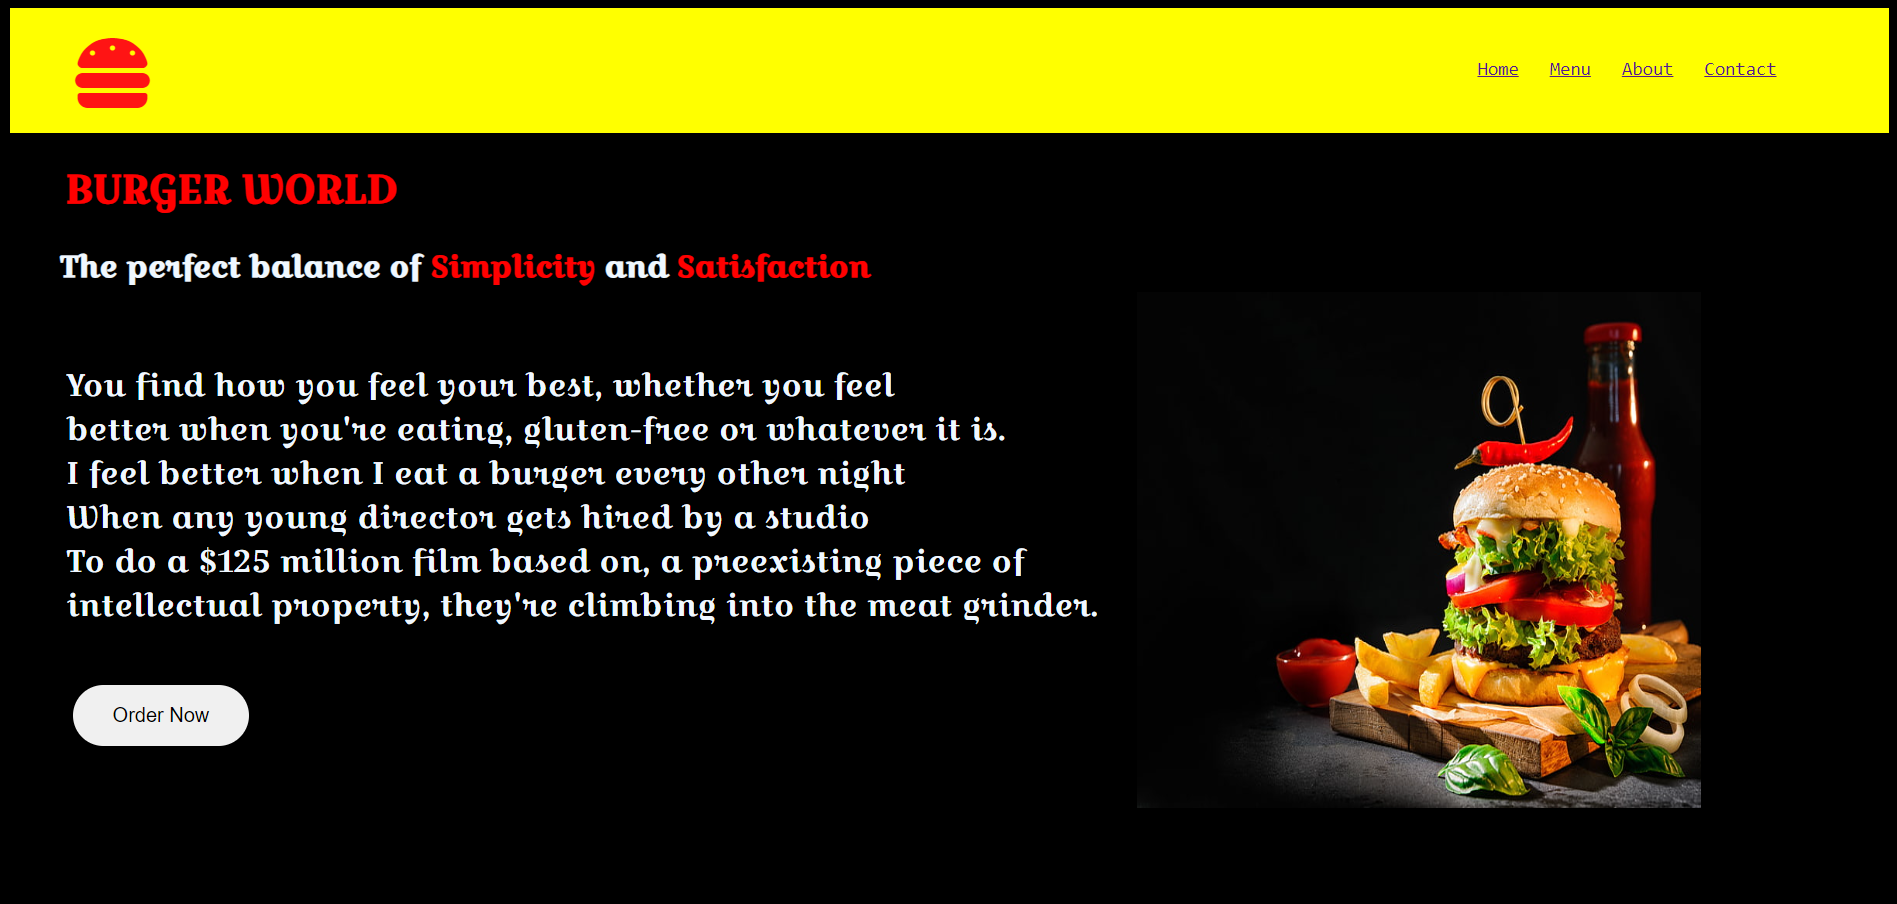 Home Menu About Contact
BURGER WORLD
The perfect balance of Simplicity and Satisfaction
You find how you feel your best, whether you feel
better when you're eating, gluten-free or whatever it is.
I feel better when I eat a burger every other night
When any young director gets hired by a studio
To do a $125 million film based on, a preexisting piece of
intellectual property, they're climbing into the meat grinder.
Order Now